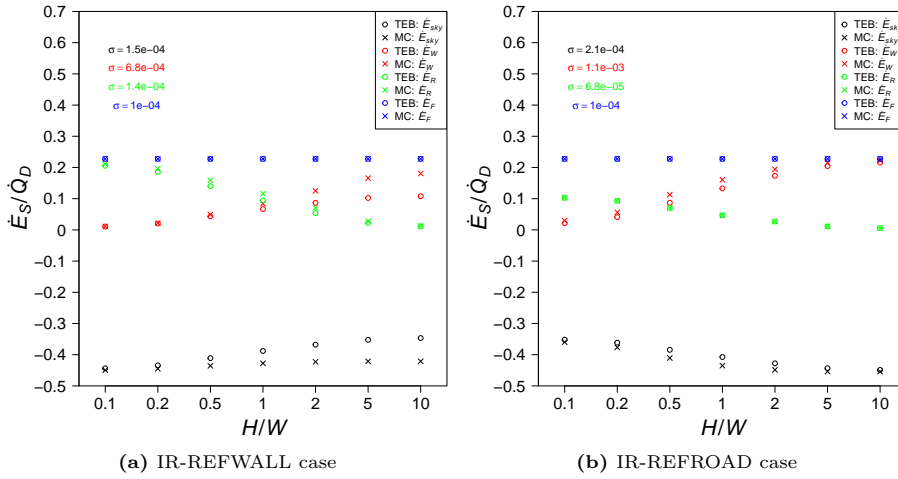 0.7
0.6
0.5
0.4
0.3
0.2
0.1
0
−0.1
−0.2
−0.3
−0.4
−0.5
Ė_S/Q̇_D
σ = 1.5e−04
σ = 6.8e−04
σ = 1.4e−04
σ = 1e−04
TEB: Ė_sky
MC: Ė_sky
TEB: Ė_W
MC: Ė_W
TEB: Ė_R
MC: Ė_R
TEB: Ė_F
MC: Ė_F
0.1 0.2 0.5 1 2 5 10
H/W
(a) IR-REFWALL case
0.7
0.6
0.5
0.4
0.3
0.2
0.1
0
−0.1
−0.2
−0.3
−0.4
−0.5
Ė_S/Q̇_D
σ = 2.1e−04
σ = 1.1e−03
σ = 6.8e−05
σ = 1e−04
TEB: Ė_sky
MC: Ė_sky
TEB: Ė_W
MC: Ė_W
TEB: Ė_R
MC: Ė_R
TEB: Ė_F
MC: Ė_F
0.1 0.2 0.5 1 2 5 10
H/W
(b) IR-REFROAD case